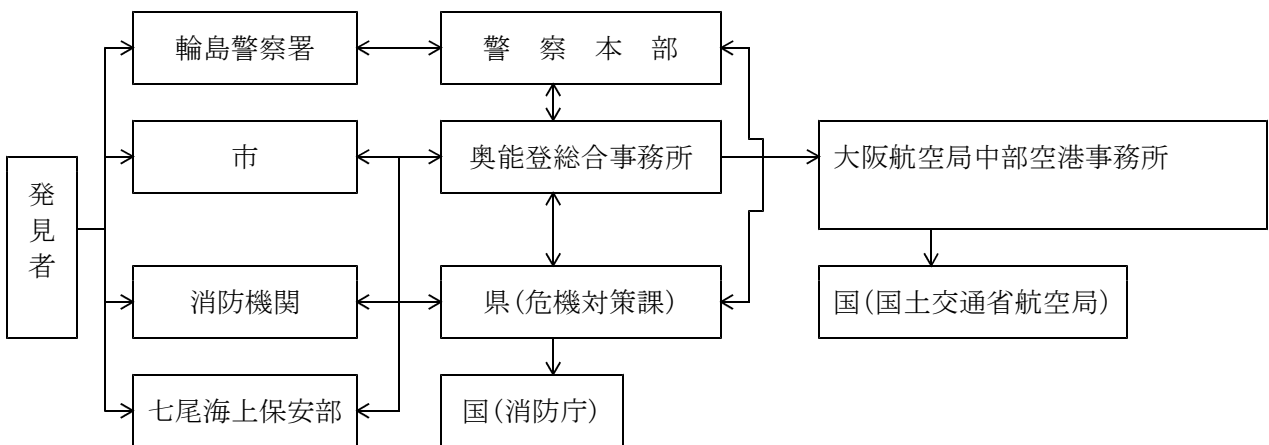 輪島警察署
警察本部
市
奥能登総合事務所
大阪航空局中部空港事務所
発見者
消防機関
県(危機対策課)
国(国土交通省航空局)
七尾海上保安部
国(消防庁)